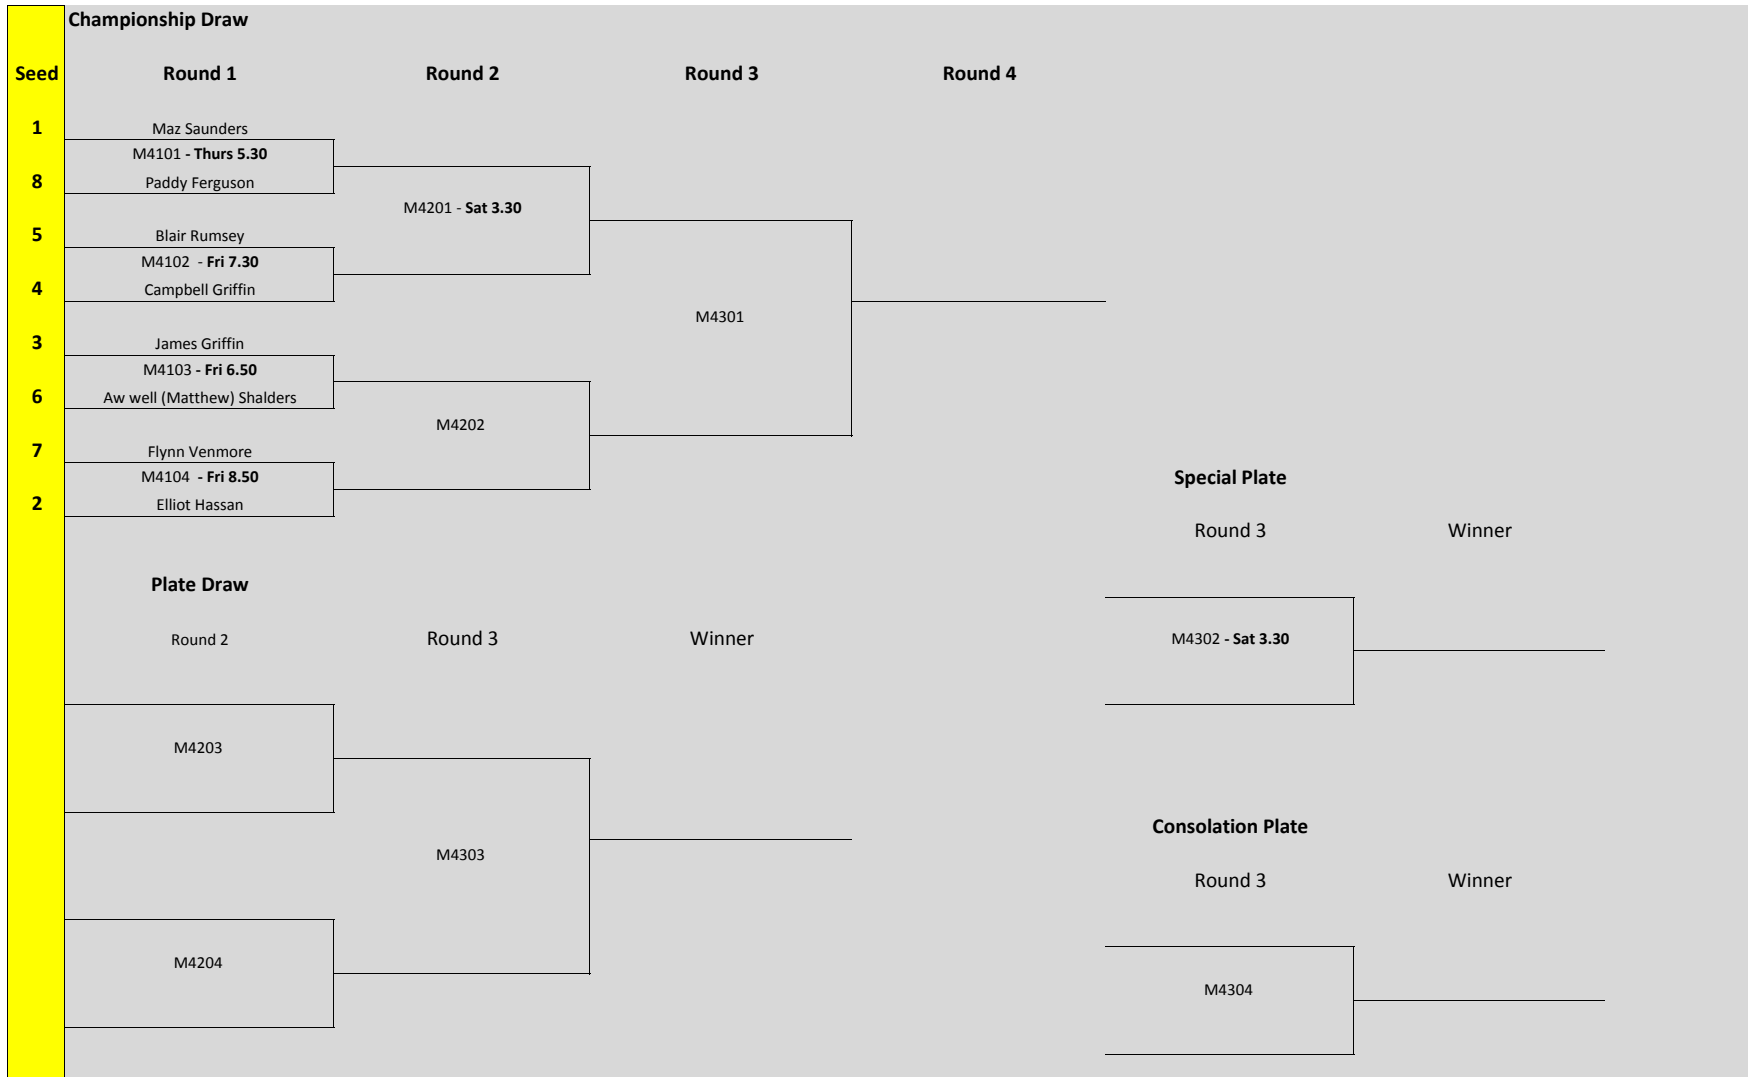 Championship Draw
Seed Round 1 Round 2 Round 3 Round 4
1 Maz Saunders
M4101 - Thurs 5.30
8 Paddy Ferguson
M4201 - Sat 3.30
5 Blair Rumsey
M4102 - Fri 7.30
4 Campbell Griffin
M4301
3 James Griffin
M4103 - Fri 6.50
6 Aw well (Matthew) Shalders
M4202
7 Flynn Venmore
M4104 - Fri 8.50
2 Elliot Hassan
Special Plate
Round 3 Winner
Plate Draw
Round 2 Round 3 Winner
M4302 - Sat 3.30
M4203
Consolation Plate
M4303
Round 3 Winner
M4204
M4304